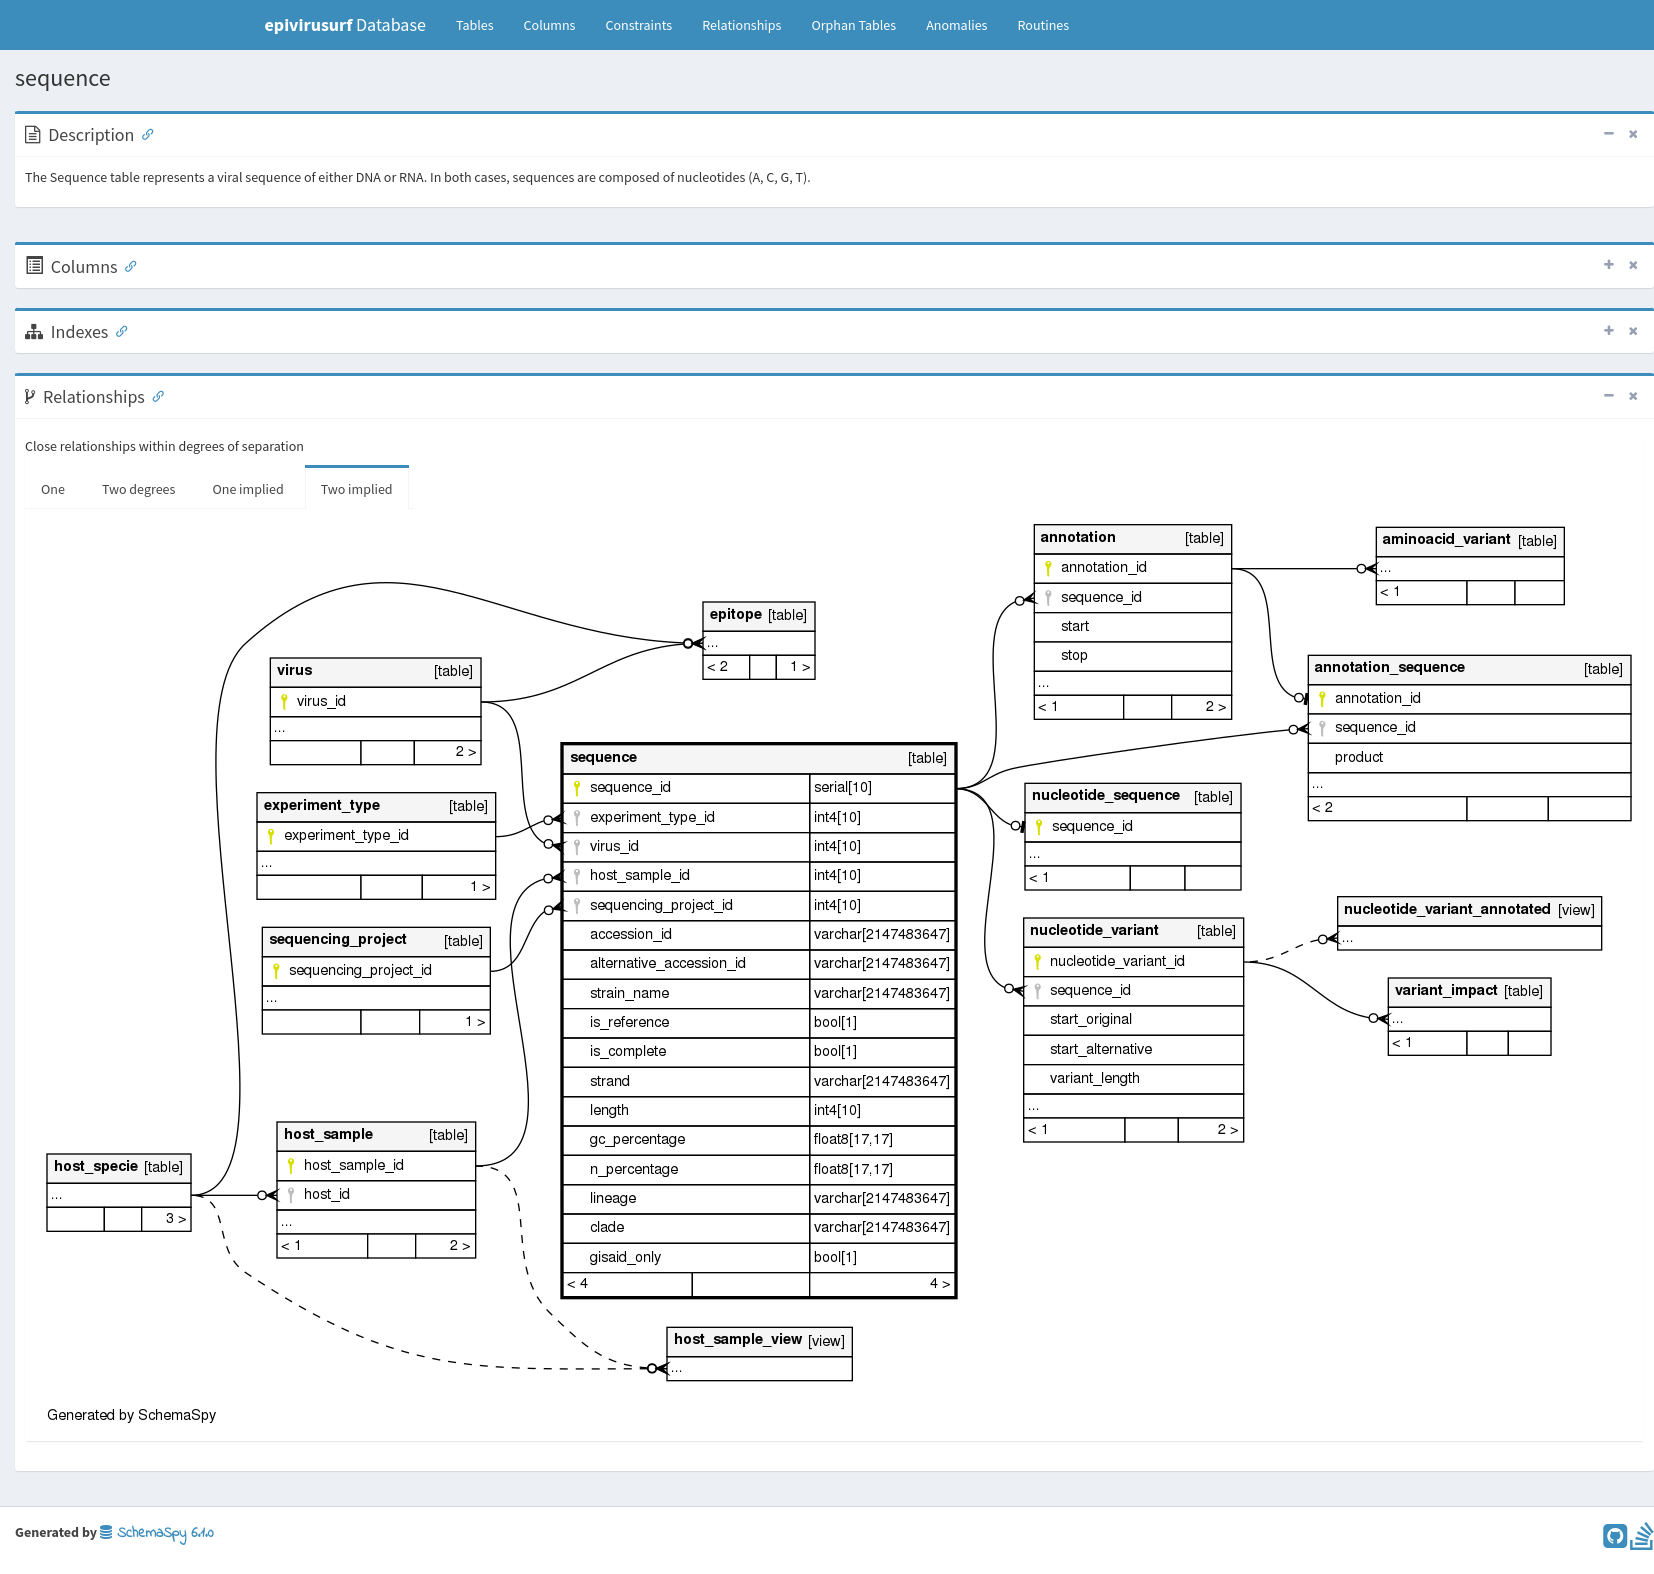 epivirusurf Database Tables Columns Constraints Relationships Orphan Tables Anomalies Routines
sequence
Description
The Sequence table represents a viral sequence of either DNA or RNA. In both cases, sequences are composed of nucleotides (A, C, G, T).
Columns
Indexes
Relationships
Close relationships within degrees of separation
One Two degrees One implied Two implied
epitope [table]
...
< 2 1 >
virus [table]
virus_id
...
2 >
experiment_type [table]
experiment_type_id
...
1 >
sequencing_project [table]
sequencing_project_id
...
1 >
host_specie [table]
...
3 >
host_sample [table]
host_sample_id
host_id
...
< 1 2 >
sequence [table]
sequence_id serial[10]
experiment_type_id int4[10]
virus_id int4[10]
host_sample_id int4[10]
sequencing_project_id int4[10]
accession_id varchar[2147483647]
alternative_accession_id varchar[2147483647]
strain_name varchar[2147483647]
is_reference bool[1]
is_complete bool[1]
strand varchar[2147483647]
length int4[10]
gc_percentage float8[17,17]
n_percentage float8[17,17]
lineage varchar[2147483647]
clade varchar[2147483647]
gisaid_only bool[1]
< 4 4 >
host_sample_view [view]
...
annotation [table]
annotation_id
sequence_id
start
stop
...
< 1 2 >
aminoacid_variant [table]
...
< 1
annotation_sequence [table]
annotation_id
sequence_id
product
...
< 2
nucleotide_sequence [table]
sequence_id
...
< 1
nucleotide_variant [table]
nucleotide_variant_id
sequence_id
start_original
start_alternative
variant_length
...
< 1 2 >
nucleotide_variant_annotated [view]
...
variant_impact [table]
...
< 1
Generated by SchemaSpy
Generated by SchemaSpy 6.1.0